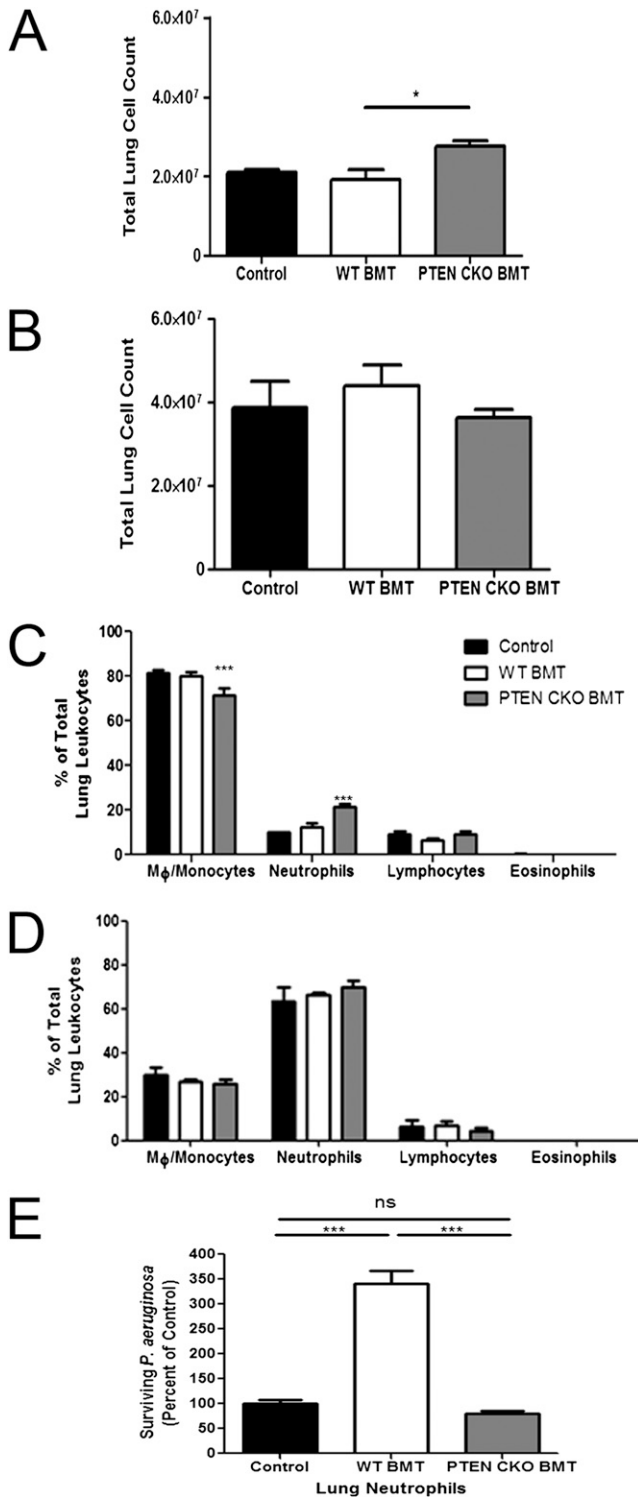 A
Total Lung Cell Count
6.0x10⁷
4.0x10⁷
2.0x10⁷
0
*
Control
WT BMT
PTEN CKO BMT
B
Total Lung Cell Count
6.0x10⁷
4.0x10⁷
2.0x10⁷
0
Control
WT BMT
PTEN CKO BMT
C
% of Total
Lung Leukocytes
100
80
60
40
20
0
***
***
Control
WT BMT
PTEN CKO BMT
Mϕ/Monocytes
Neutrophils
Lymphocytes
Eosinophils
D
% of Total
Lung Leukocytes
100
80
60
40
20
0
Mϕ/Monocytes
Neutrophils
Lymphocytes
Eosinophils
E
ns
***
***
Surviving P. aeruginosa
(Percent of Control)
400
350
300
250
200
150
100
50
0
Control
WT BMT
PTEN CKO BMT
Lung Neutrophils